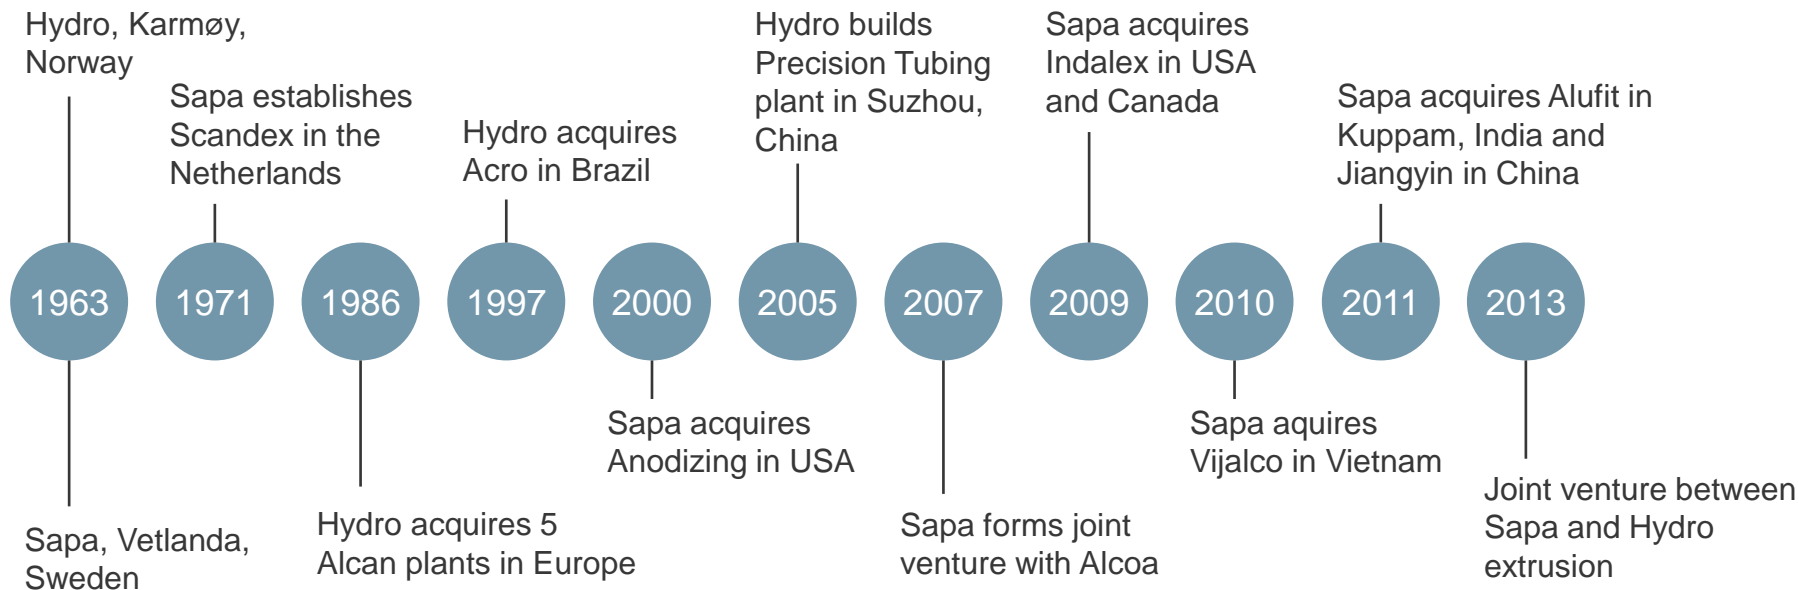 Hydro, Karmøy,
Norway
Sapa establishes
Scandex in the
Netherlands
Hydro acquires
Acro in Brazil
Hydro builds
Precision Tubing
plant in Suzhou,
China
Sapa acquires
Indalex in USA
and Canada
Sapa acquires Alufit in
Kuppam, India and
Jiangyin in China
1963
1971
1986
1997
2000
2005
2007
2009
2010
2011
2013
Sapa, Vetlanda,
Sweden
Hydro acquires 5
Alcan plants in Europe
Sapa acquires
Anodizing in USA
Sapa forms joint
venture with Alcoa
Sapa aquires
Vijalco in Vietnam
Joint venture between
Sapa and Hydro
extrusion